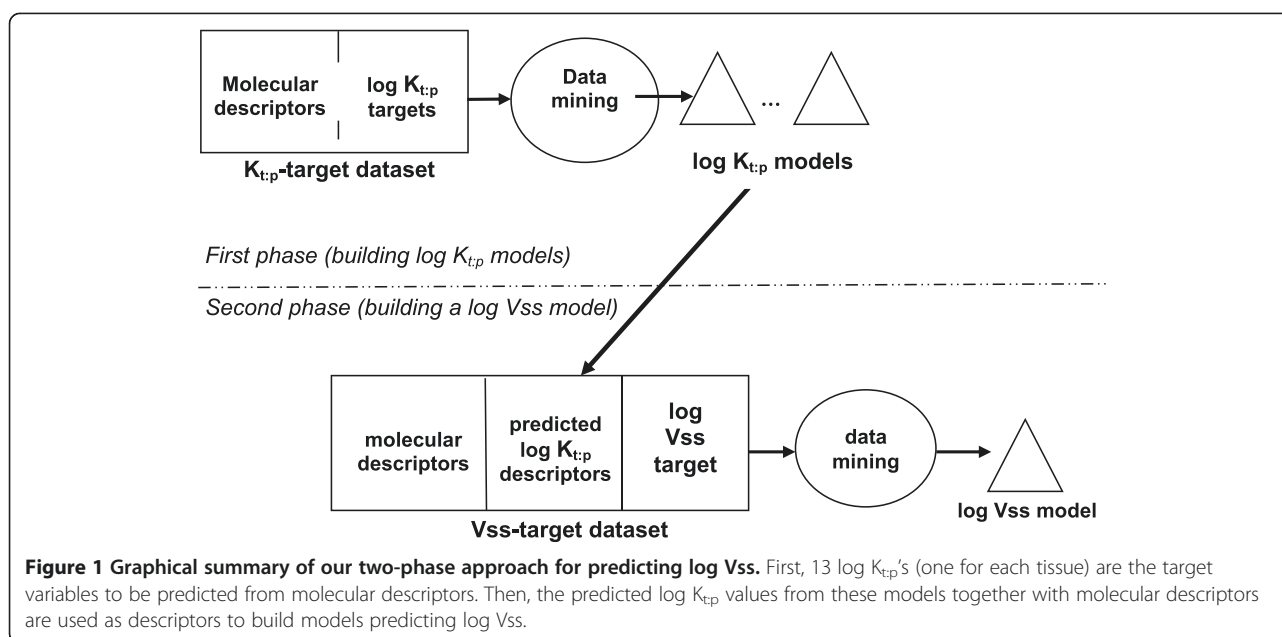 Molecular descriptors
log Kt:p targets
Kt:p-target dataset
Data mining
...
log Kt:p models
First phase (building log Kt:p models)
Second phase (building a log Vss model)
molecular descriptors
predicted log Kt:p descriptors
log Vss target
Vss-target dataset
data mining
log Vss model
Figure 1 Graphical summary of our two-phase approach for predicting log Vss. First, 13 log Kt:p's (one for each tissue) are the target
variables to be predicted from molecular descriptors. Then, the predicted log Kt:p values from these models together with molecular descriptors
are used as descriptors to build models predicting log Vss.